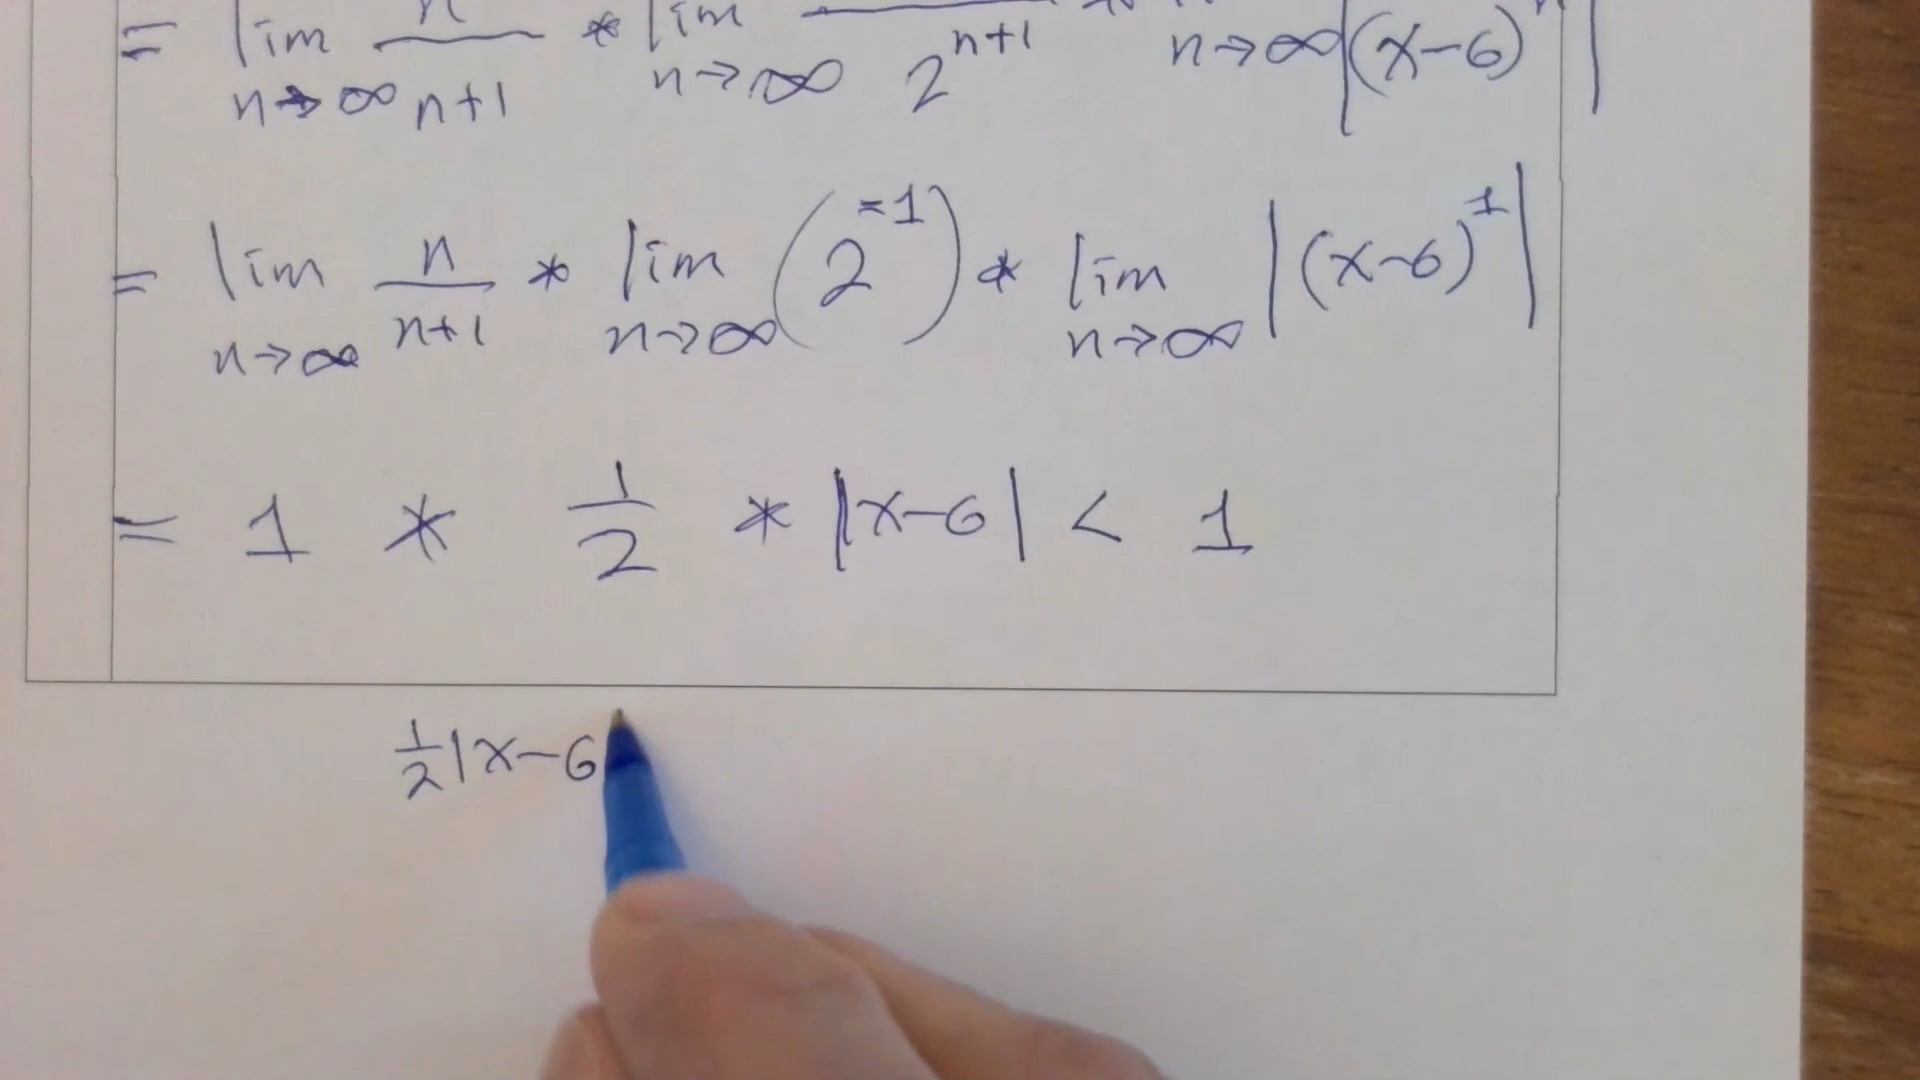 = lim n→∞ n/(n+1) * lim n→∞ 2^(n+1) n→∞ |(x-6)^n|
= lim n→∞ n/(n+1) * lim n→∞ (2^-1) * lim n→∞ |(x-6)^1|
= 1 * 1/2 * |x-6| < 1
1/2|x-6